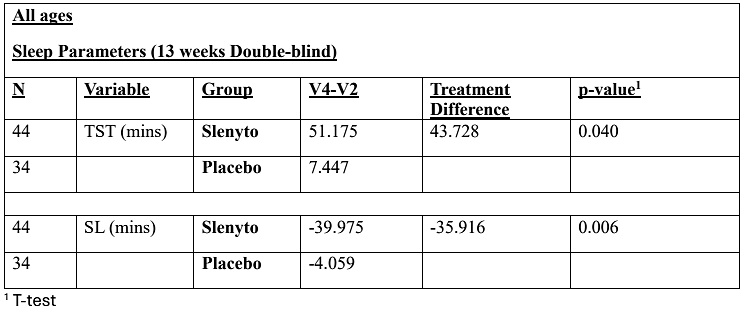 All ages
Sleep Parameters (13 weeks Double-blind)
N Variable Group V4-V2 Treatment Difference p-value¹
44 TST (mins) Slenyto 51.175 43.728 0.040
34 Placebo 7.447
44 SL (mins) Slenyto -39.975 -35.916 0.006
34 Placebo -4.059
¹ T-test